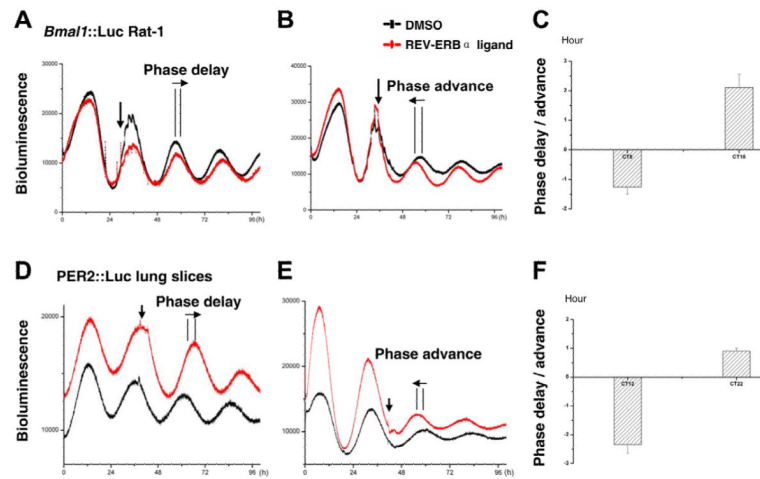 A
Bmal1::Luc Rat-1
Bioluminescence
Phase delay
40000
30000
20000
10000
0
0 24 48 72 96 (h)
B
DMSO
REV-ERB α ligand
Phase advance
40000
30000
20000
10000
0
0 24 48 72 96 (h)
C
Hour
Phase delay / advance
3
2
1
0
-1
-2
CT5
CT16
D
PER2::Luc lung slices
Bioluminescence
Phase delay
20000
10000
0 24 48 72 96 (h)
E
Phase advance
30000
20000
10000
0
0 24 48 72 96 (h)
F
Hour
Phase delay / advance
2
1
0
-1
-2
-3
CT12
CT22